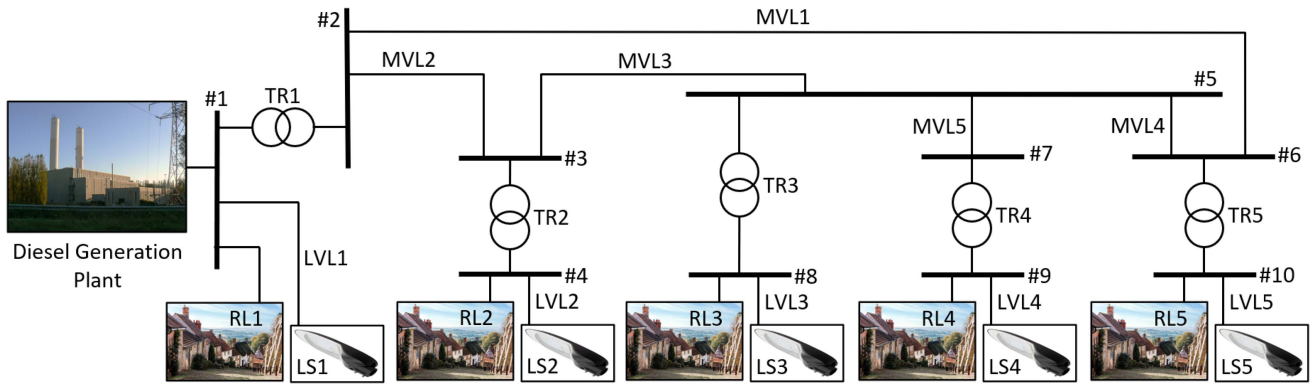 MVL1
#2
MVL2
MVL3
#5
#1
TR1
MVL5
MVL4
#3
#7
#6
TR3
TR2
TR4
TR5
Diesel Generation
Plant
LVL1
#4
#8
#9
#10
LVL2
LVL3
LVL4
LVL5
RL1
RL2
RL3
RL4
RL5
LS1
LS2
LS3
LS4
LS5